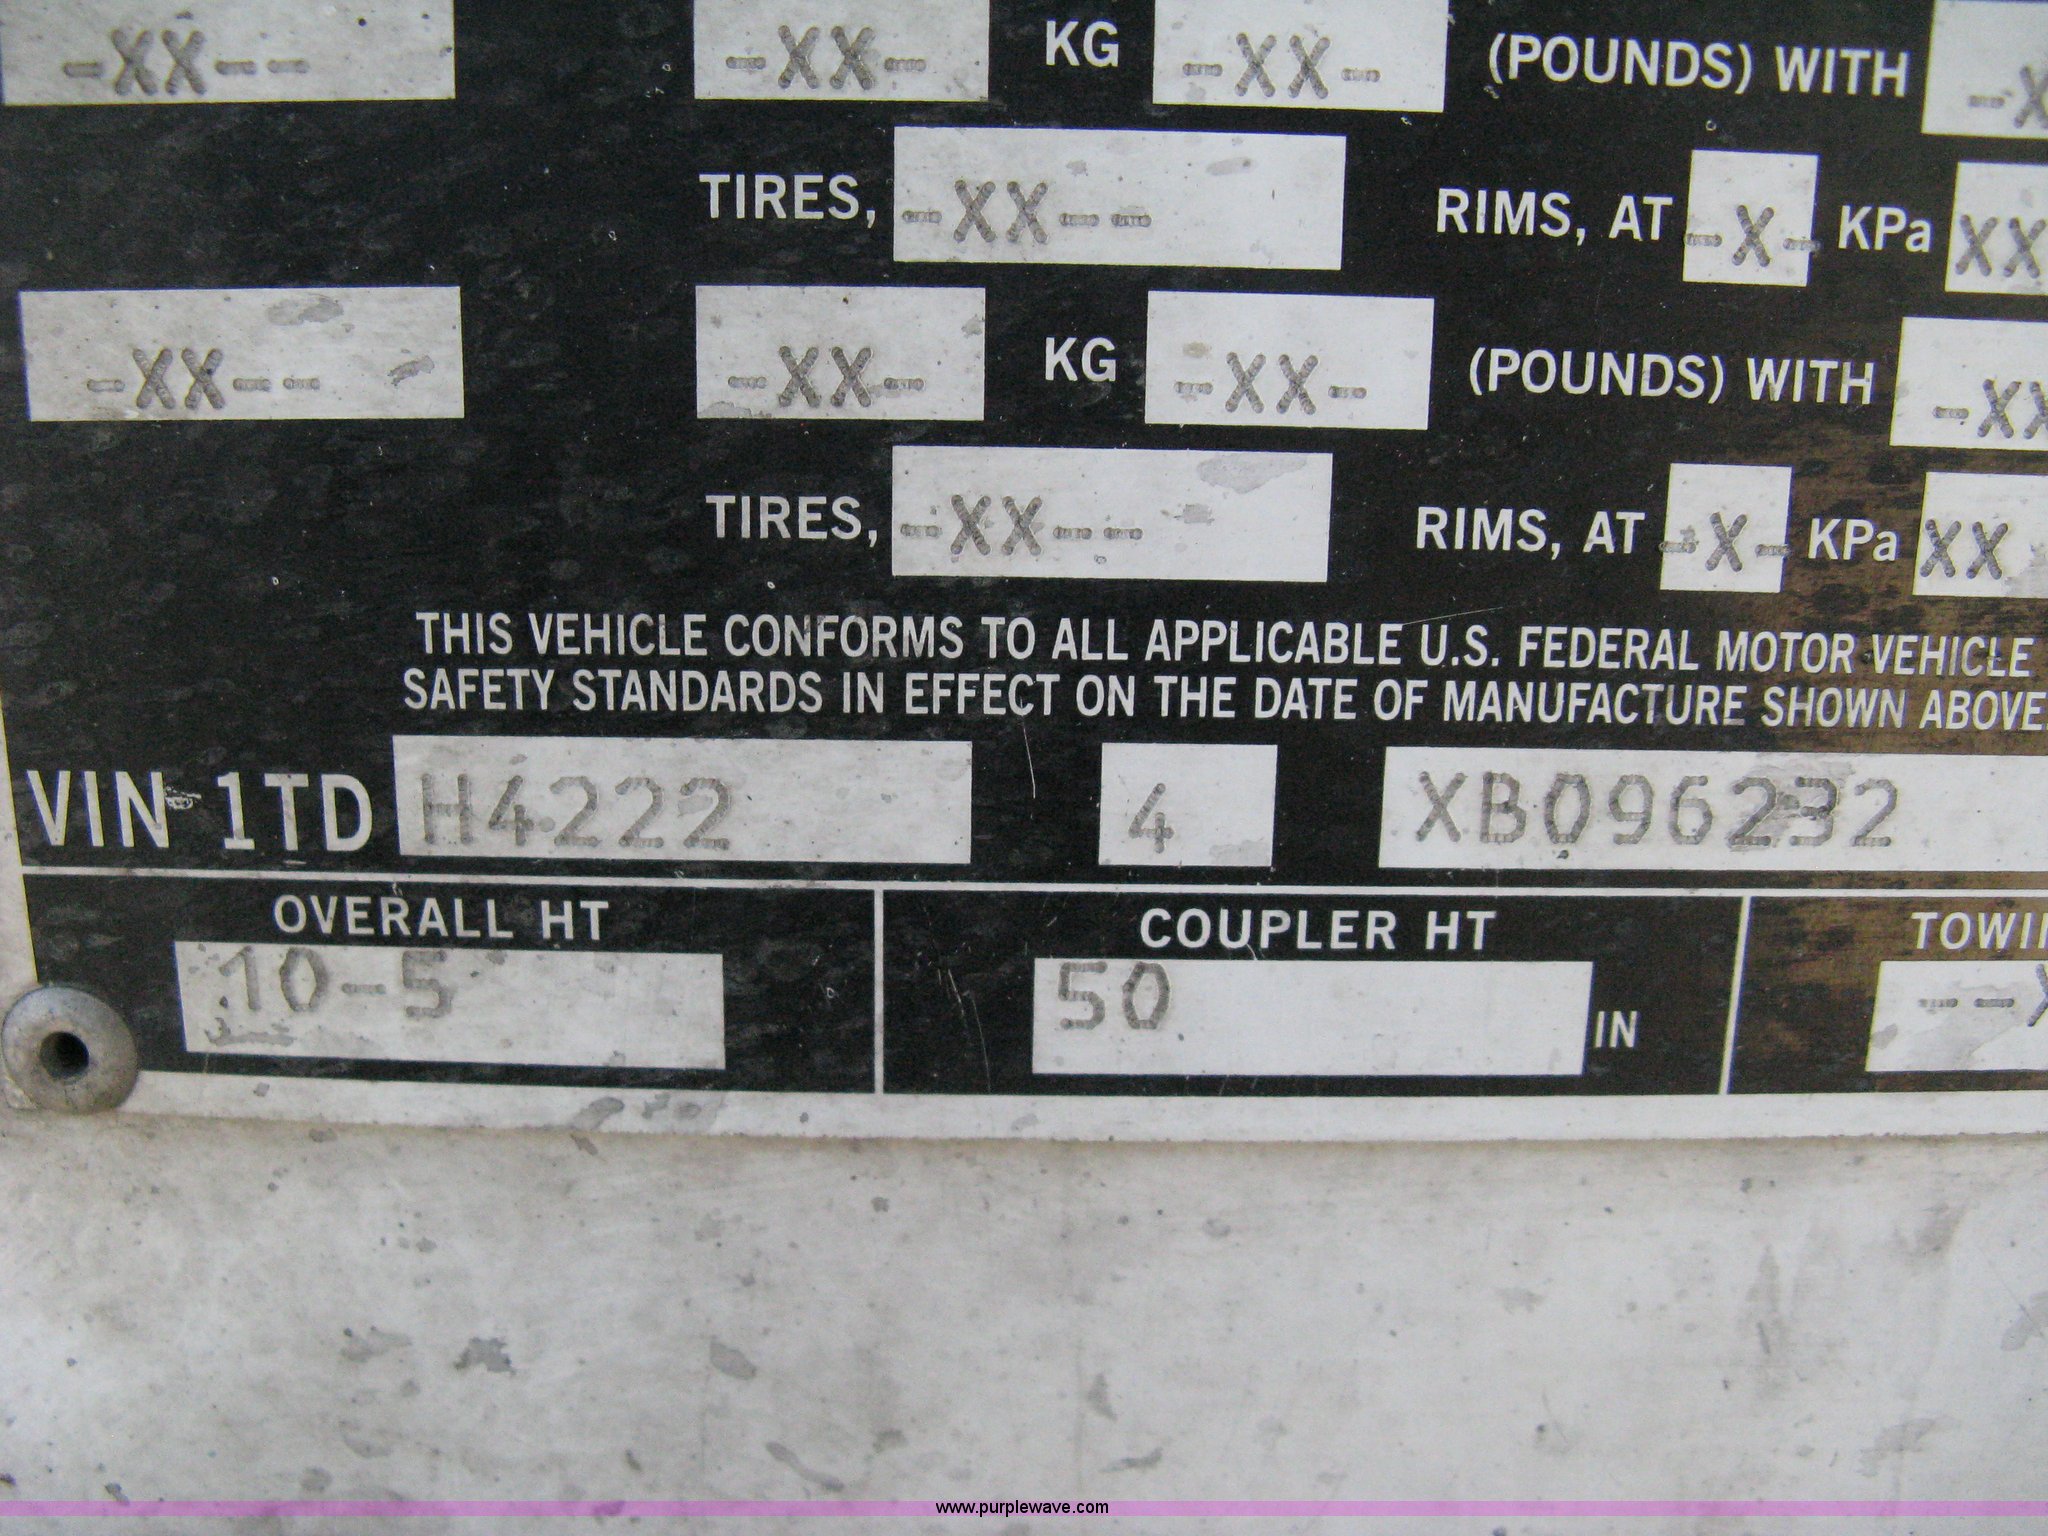 -XX-- -XX- KG -XX- (POUNDS) WITH -X
TIRES, -XX-- RIMS, AT -X- KPa XX
-XX-- -XX- KG -XX- (POUNDS) WITH -XX
TIRES, -XX-- RIMS, AT -X- KPa XX
THIS VEHICLE CONFORMS TO ALL APPLICABLE U.S. FEDERAL MOTOR VEHICLE
SAFETY STANDARDS IN EFFECT ON THE DATE OF MANUFACTURE SHOWN ABOVE.
VIN 1TD H4222 4 XB096232
OVERALL HT COUPLER HT TOWIN
10-5 50 IN --X
www.purplewave.com